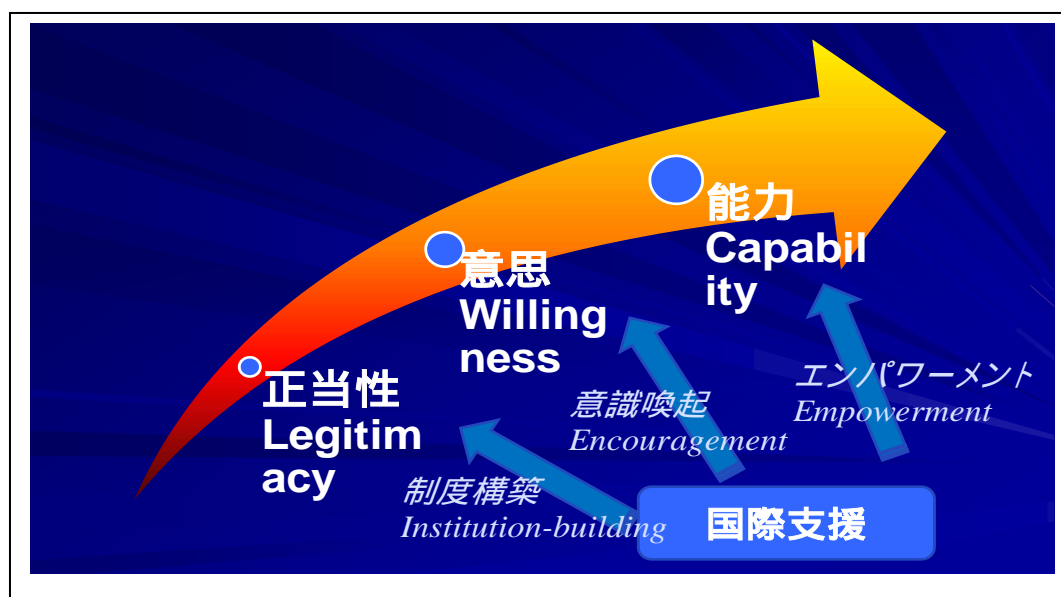 能力
Capabil
ity
意思
Willing
ness
正当性
Legitim
acy
エンパワーメント
Empowerment
意識喚起
Encouragement
制度構築
Institution-building
国際支援